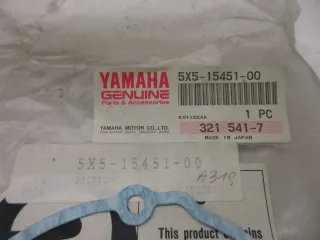 YAMAHA
GENUINE
Parts & Accessories
YAMAHA MOTOR CO., LTD.
5X5-15451-00
1 PC
321 541-7
MADE IN JAPAN
5X5-15451-00
A310
This product contains